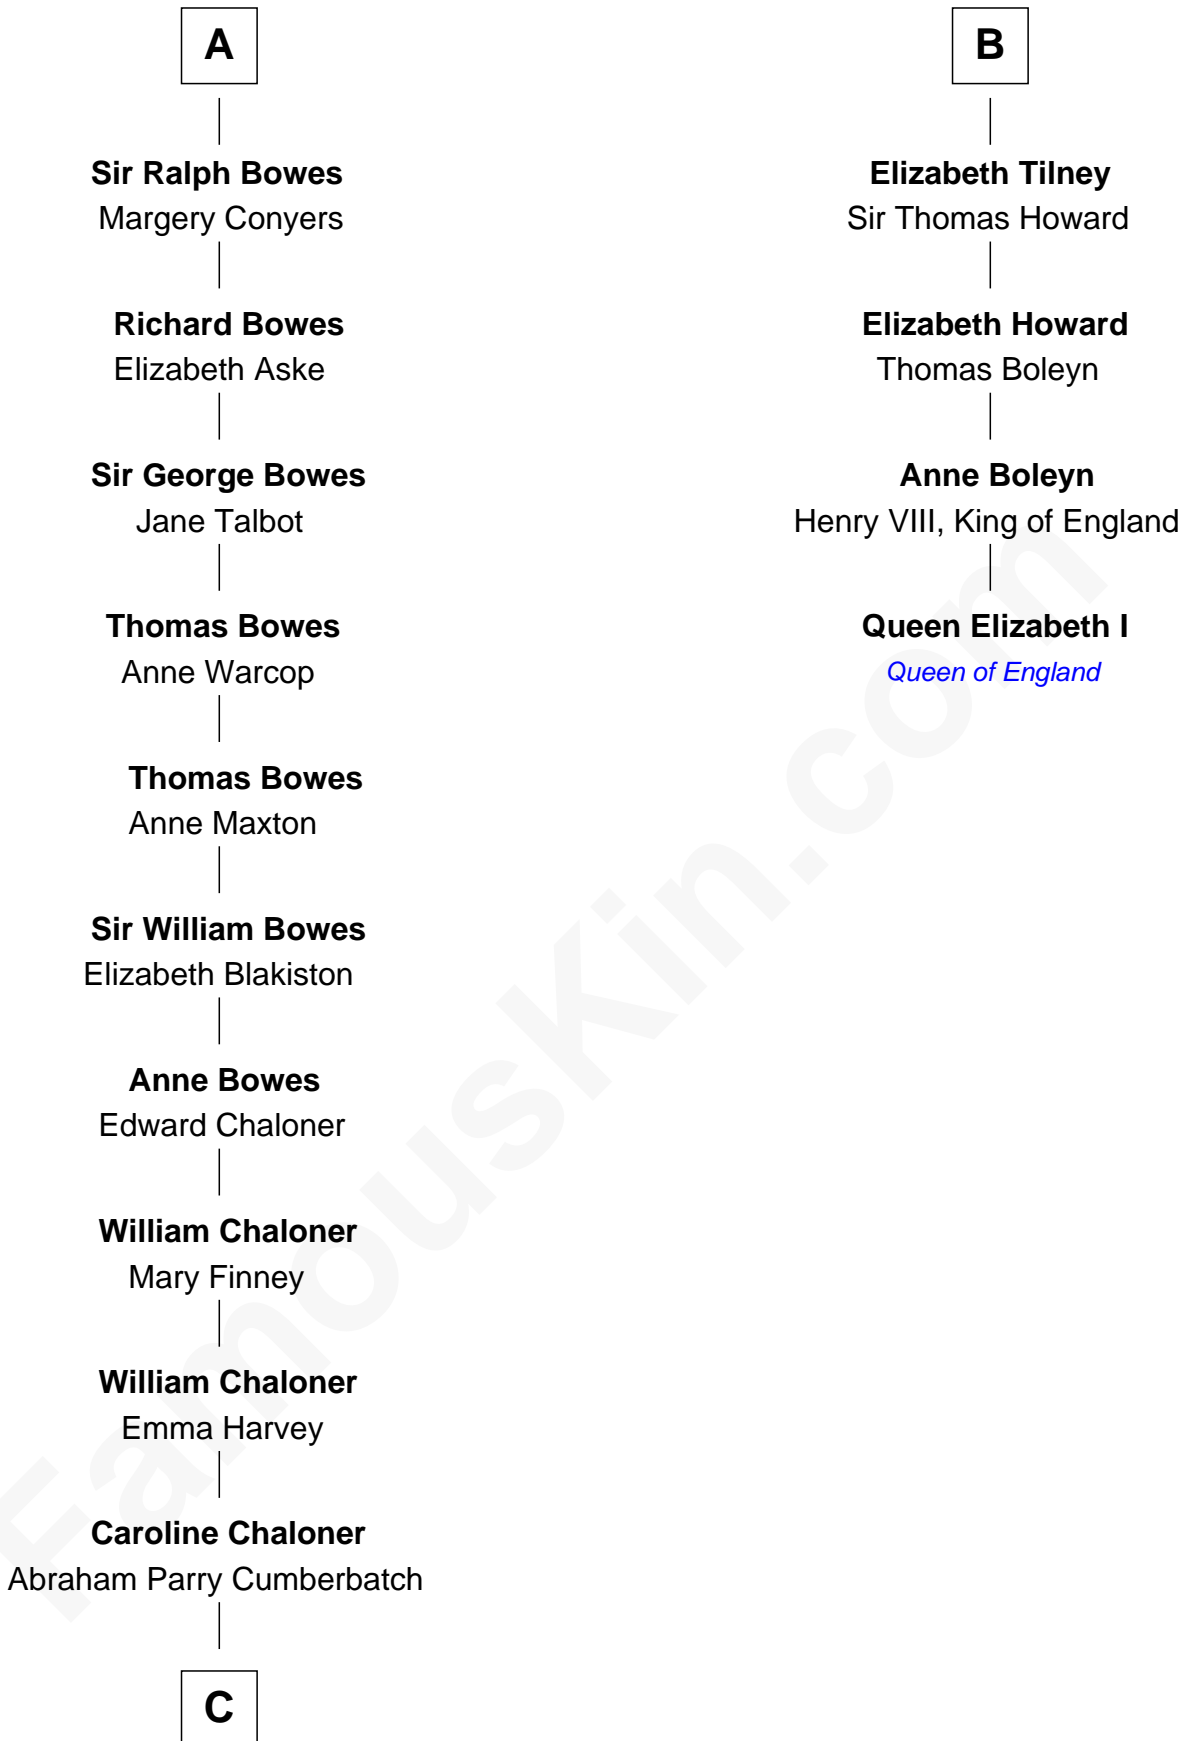 A
Sir Ralph Bowes
Margery Conyers
Richard Bowes
Elizabeth Aske
Sir George Bowes
Jane Talbot
Thomas Bowes
Anne Warcop
Thomas Bowes
Anne Maxton
Sir William Bowes
Elizabeth Blakiston
Anne Bowes
Edward Chaloner
William Chaloner
Mary Finney
William Chaloner
Emma Harvey
Caroline Chaloner
Abraham Parry Cumberbatch
C
B
Elizabeth Tilney
Sir Thomas Howard
Elizabeth Howard
Thomas Boleyn
Anne Boleyn
Henry VIII, King of England
Queen Elizabeth I
Queen of England
FamousKin.com